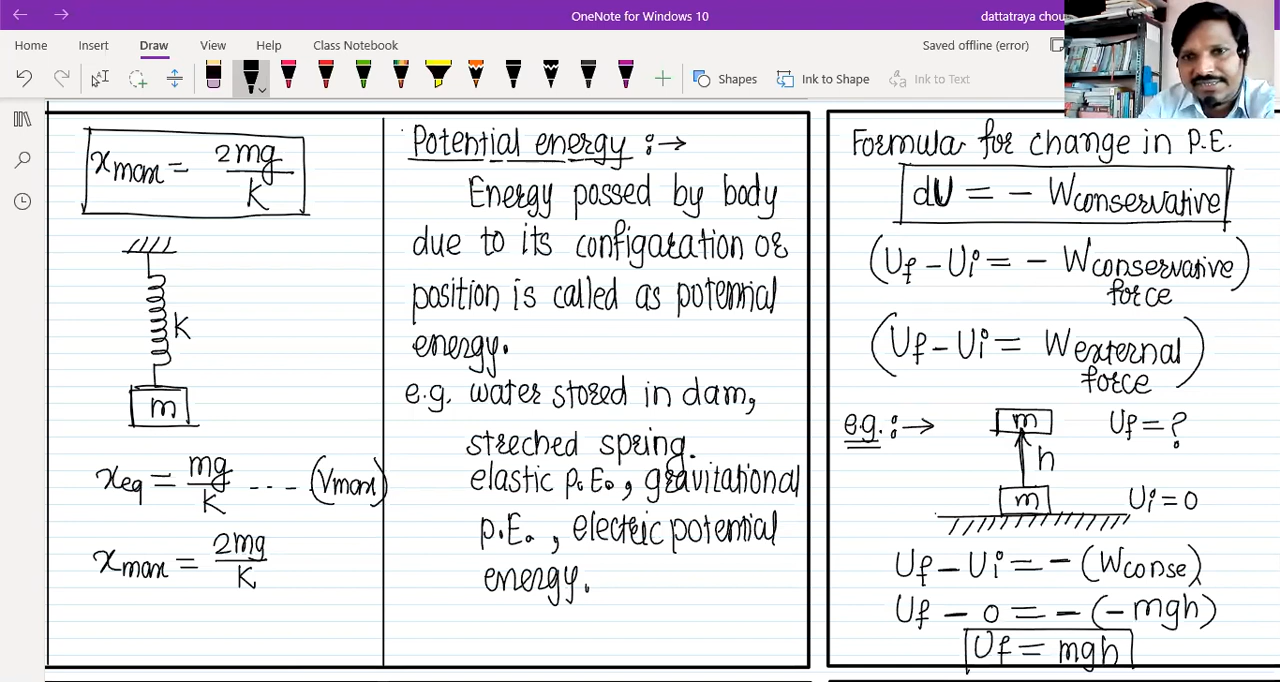 OneNote for Windows 10
dattatraya chou
Home Insert Draw View Help Class Notebook
Saved offline (error)
Shapes Ink to Shape Ink to Text
xmax = 2mg/K
K
m
xeq = mg/K ---- (Vmax)
xmax = 2mg/K
Potential energy :→
Energy possed by body
due to its configaration or
position is called as potential
energy.
e.g. water stored in dam,
streched spring.
elastic P.E., gravitational
P.E., electric potential
energy.
Formula for change in P.E.
dU = - Wconservative
(Uf - Ui = - Wconservative
force)
(Uf - Ui = Wexternal
force)
e.g. :→ m Uf = ?
h
m Ui = 0
Uf - Ui = - (Wconse)
Uf - 0 = - (- mgh)
Uf = mgh